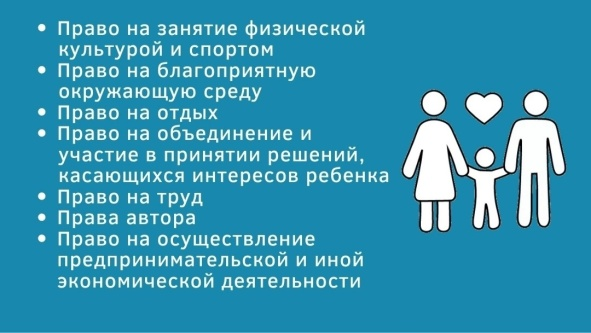 • Право на занятие физической
культурой и спортом
• Право на благоприятную
окружающую среду
• Право на отдых
• Право на объединение и
участие в принятии решений,
касающихся интересов ребенка
• Право на труд
• Права автора
• Право на осуществление
предпринимательской и иной
экономической деятельности